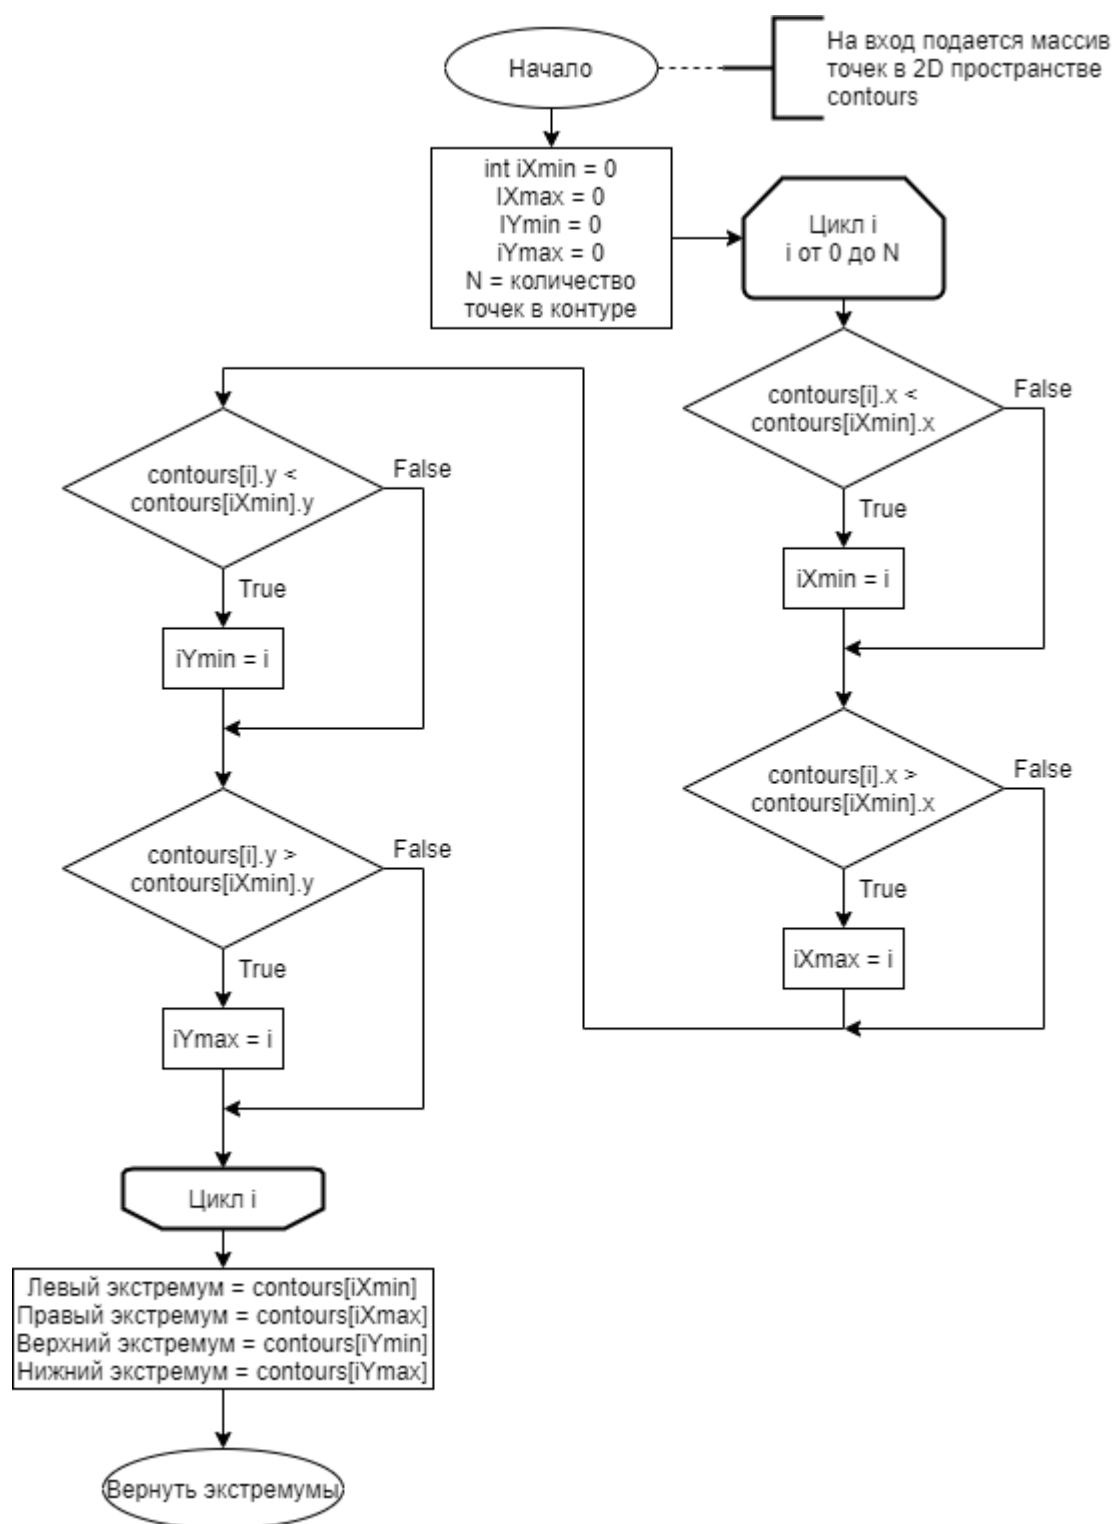 Начало
На вход подается массив
точек в 2D пространстве
contours
int iXmin = 0
IXmax = 0
IYmin = 0
iYmax = 0
N = количество
точек в контуре
Цикл i
i от 0 до N
contours[i].x <
contours[iXmin].x
False
True
iXmin = i
contours[i].x >
contours[iXmin].x
False
True
iXmax = i
contours[i].y <
contours[iXmin].y
False
True
iYmin = i
contours[i].y >
contours[iXmin].y
False
True
iYmax = i
Цикл i
Левый экстремум = contours[iXmin]
Правый экстремум = contours[iXmax]
Верхний экстремум = contours[iYmin]
Нижний экстремум = contours[iYmax]
Вернуть экстремумы